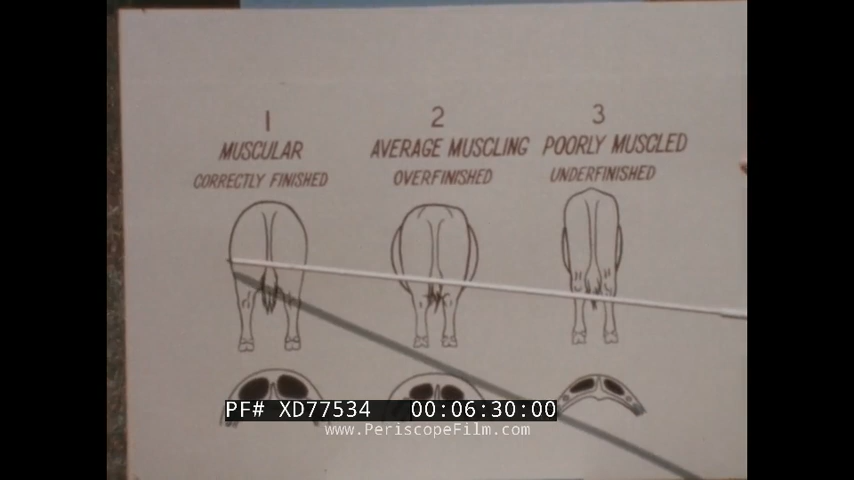 1 2 3
MUSCULAR AVERAGE MUSCLING POORLY MUSCLED
CORRECTLY FINISHED OVERFINISHED UNDERFINISHED
PF# XD77534 00:06:30:00
www.PeriscopeFilm.com